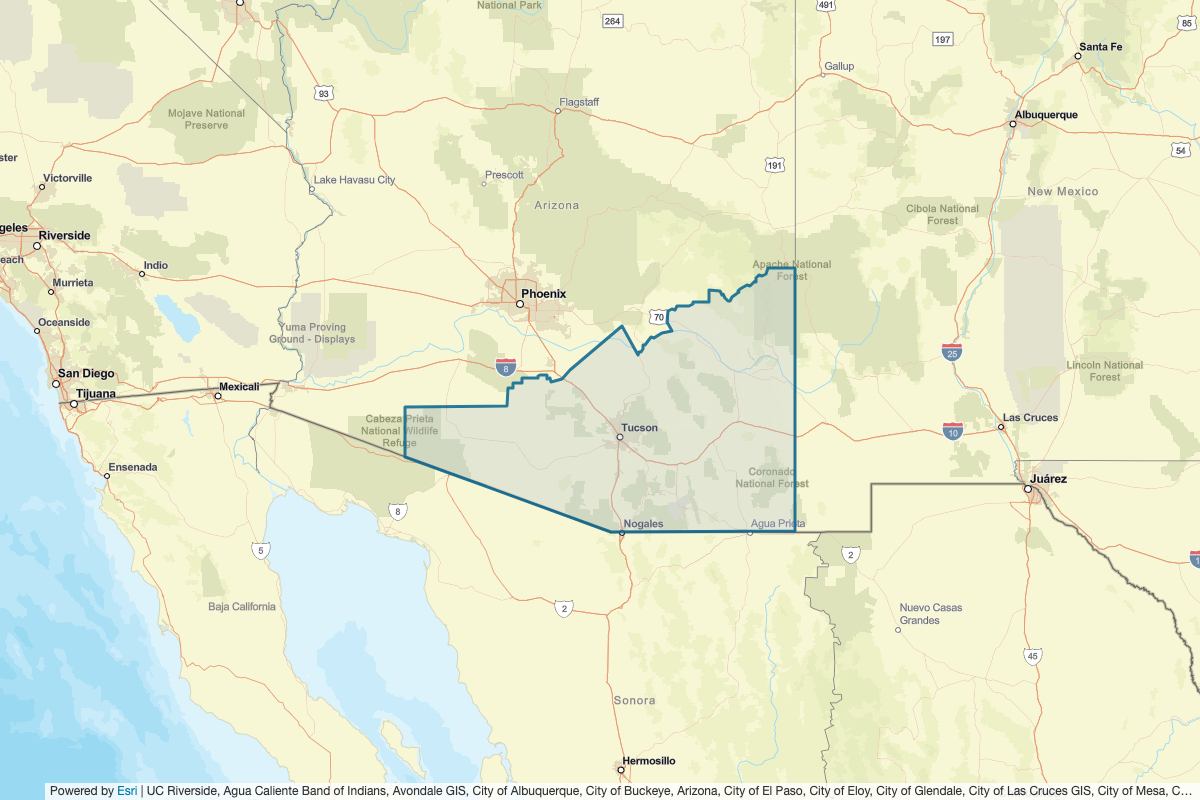 National Park
264
491
85
197
Santa Fe
Gallup
93
Flagstaff
Mojave National
Preserve
Albuquerque
54
ster
191
Victorville
Prescott
Lake Havasu City
New Mexico
Arizona
Cibola National
Forest
geles
Riverside
each
Indio
Apache National
Forest
Murrieta
Phoenix
Oceanside
70
Yuma Proving
Ground - Displays
25
8
Lincoln National
Forest
San Diego
Mexicali
Tijuana
Cabeza Prieta
National Wildlife
Refuge
Las Cruces
Tucson
10
Ensenada
Coronado
National Forest
Juárez
8
Nogales
Agua Prieta
5
2
1
Baja California
2
Nuevo Casas
Grandes
45
Sonora
Hermosillo
Powered by Esri | UC Riverside, Agua Caliente Band of Indians, Avondale GIS, City of Albuquerque, City of Buckeye, Arizona, City of El Paso, City of Eloy, City of Glendale, City of Las Cruces GIS, City of Mesa, C...